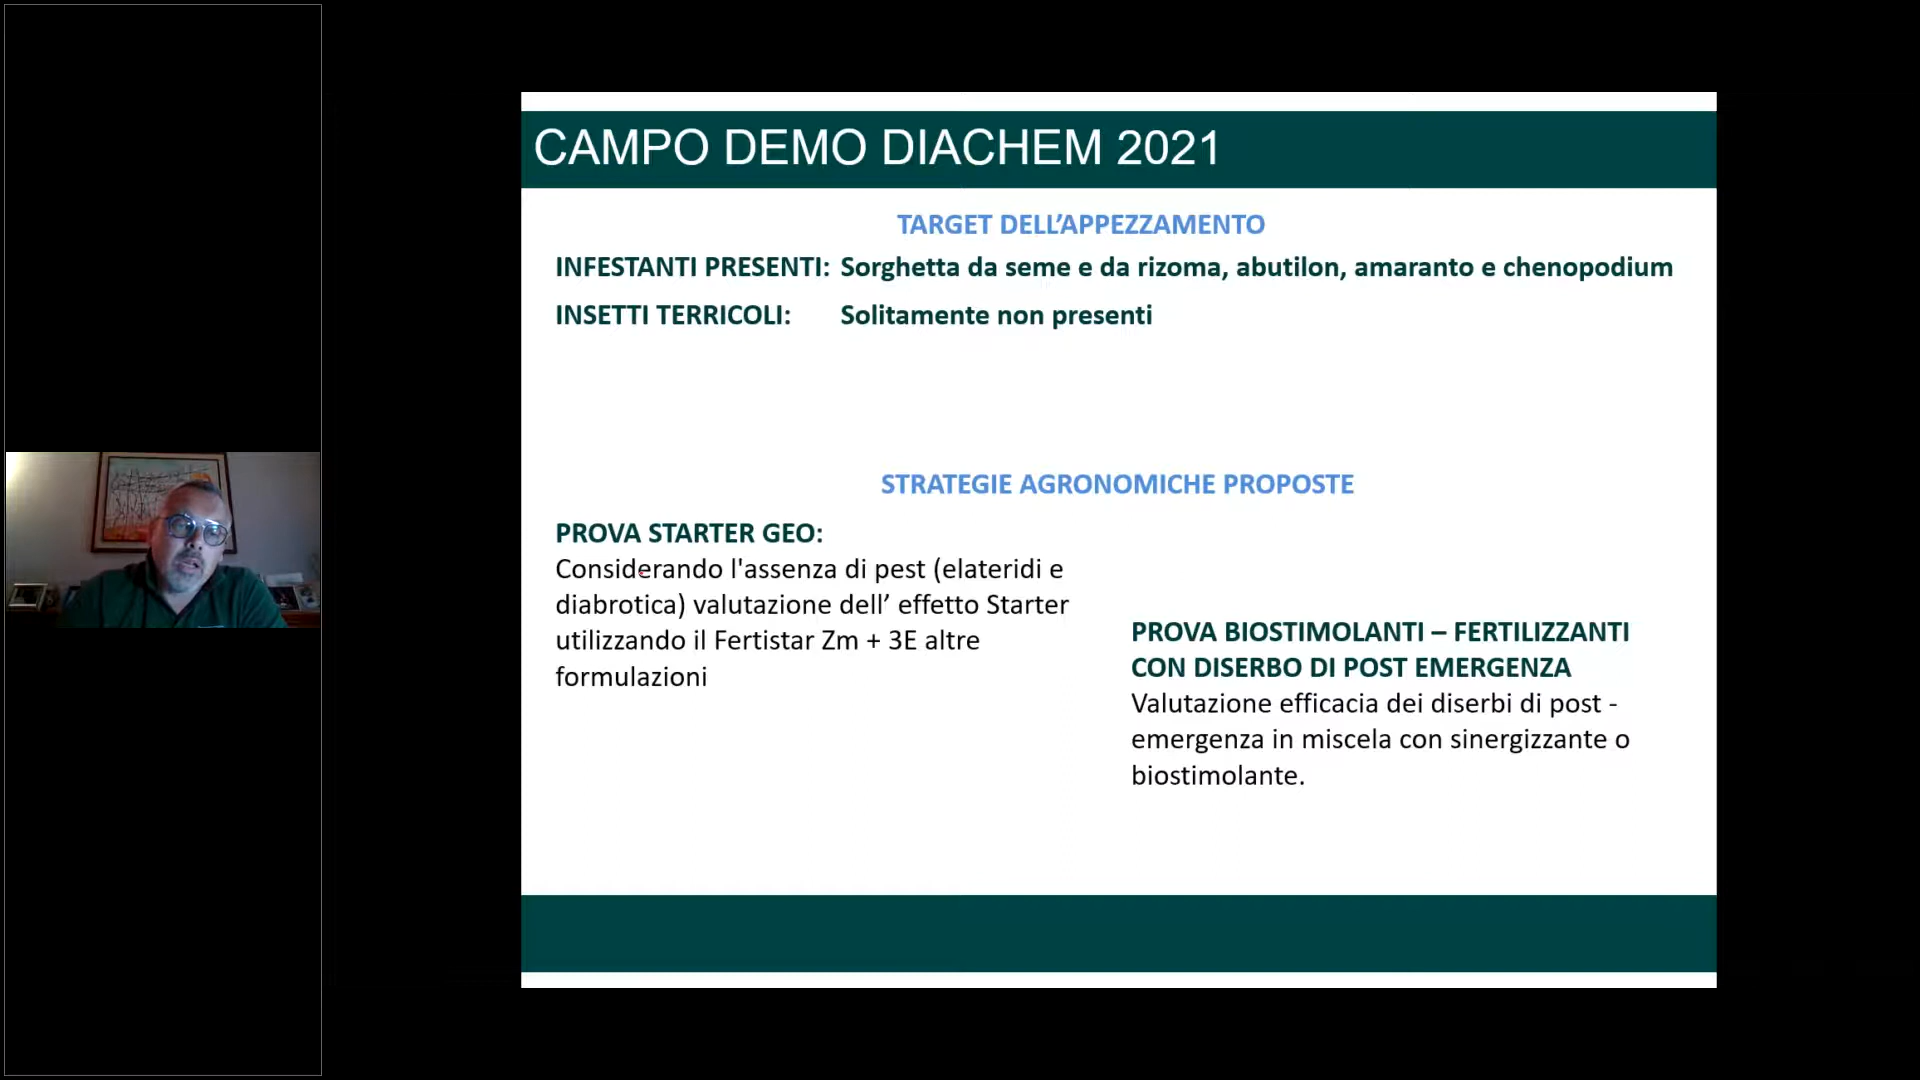 CAMPO DEMO DIACHEM 2021
TARGET DELL’APPEZZAMENTO
INFESTANTI PRESENTI: Sorghetta da seme e da rizoma, abutilon, amaranto e chenopodium
INSETTI TERRICOLI: Solitamente non presenti
STRATEGIE AGRONOMICHE PROPOSTE
PROVA STARTER GEO:
Considerando l'assenza di pest (elateridi e
diabrotica) valutazione dell’ effetto Starter
utilizzando il Fertistar Zm + 3E altre
formulazioni
PROVA BIOSTIMOLANTI – FERTILIZZANTI
CON DISERBO DI POST EMERGENZA
Valutazione efficacia dei diserbi di post -
emergenza in miscela con sinergizzante o
biostimolante.